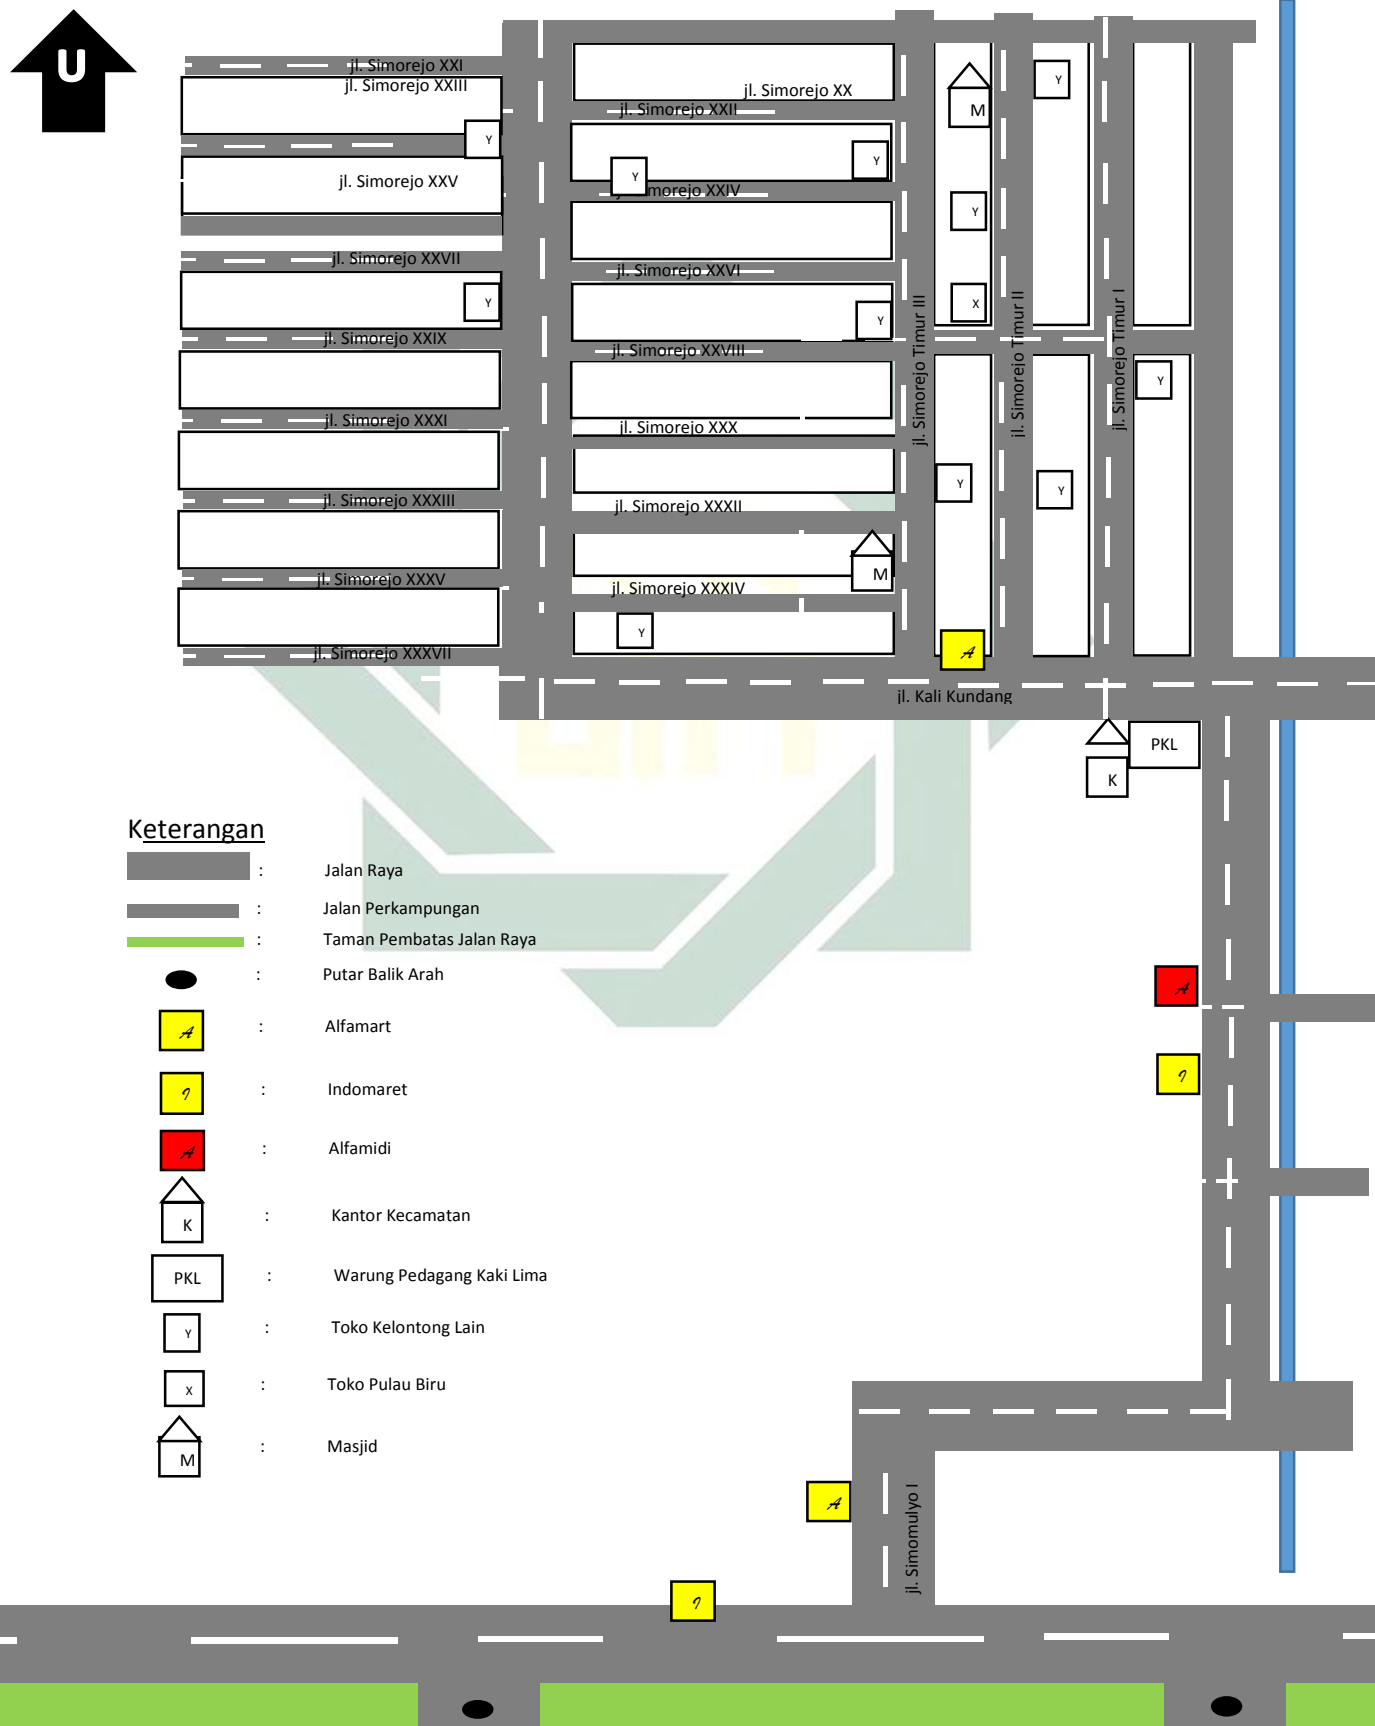 U
jl. Simorejo XXI
jl. Simorejo XXIII
jl. Simorejo XX
jl. Simorejo XXII
M
Y
Y
Y
Y
jl. Simorejo XXV
jl. Simorejo XXIV
Y
jl. Simorejo XXVII
jl. Simorejo XXVI
Y
X
Y
jl. Simorejo XXIX
jl. Simorejo XXVIII
jl. Simorejo Timur III
jl. Simorejo Timur II
jl. Simorejo Timur I
Y
jl. Simorejo XXXI
jl. Simorejo XXX
Y
Y
jl. Simorejo XXXIII
jl. Simorejo XXXII
M
jl. Simorejo XXXV
jl. Simorejo XXXIV
Y
jl. Simorejo XXXVII
A
jl. Kali Kundang
PKL
K
Keterangan
: Jalan Raya
: Jalan Perkampungan
: Taman Pembatas Jalan Raya
: Putar Balik Arah
A : Alfamart
I : Indomaret
A : Alfamidi
K : Kantor Kecamatan
PKL : Warung Pedagang Kaki Lima
Y : Toko Kelontong Lain
X : Toko Pulau Biru
M : Masjid
A
I
A
jl. Simomulyo I
I